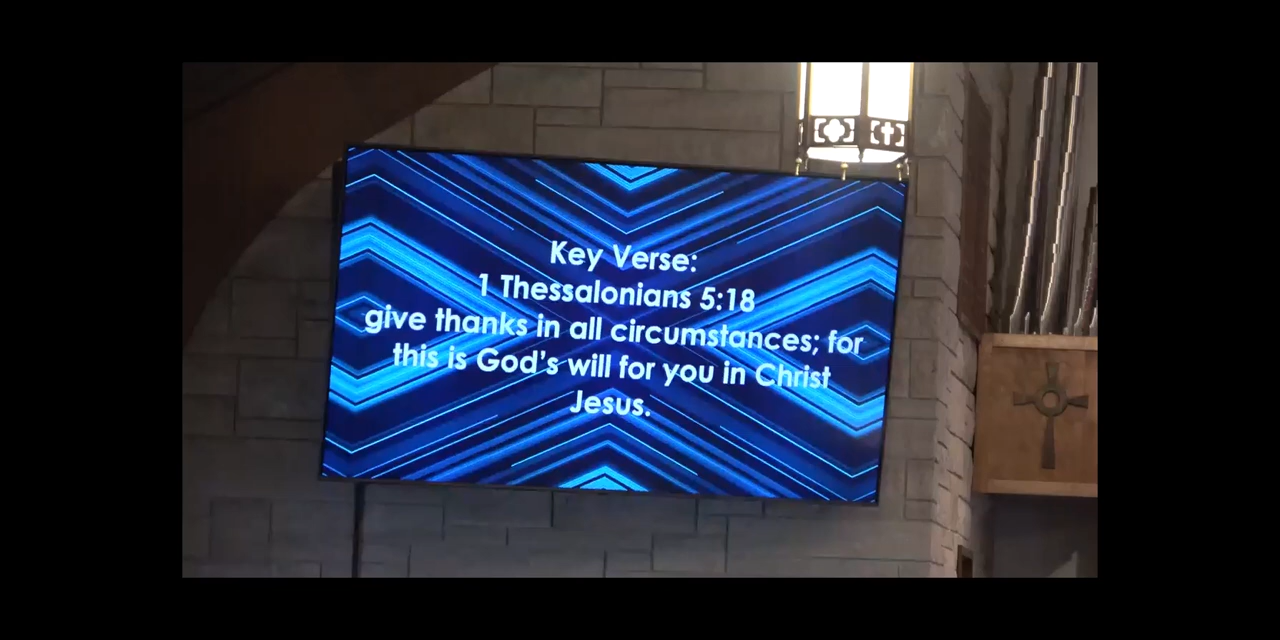 Key Verse:
1 Thessalonians 5:18
give thanks in all circumstances; for
this is God's will for you in Christ
Jesus.